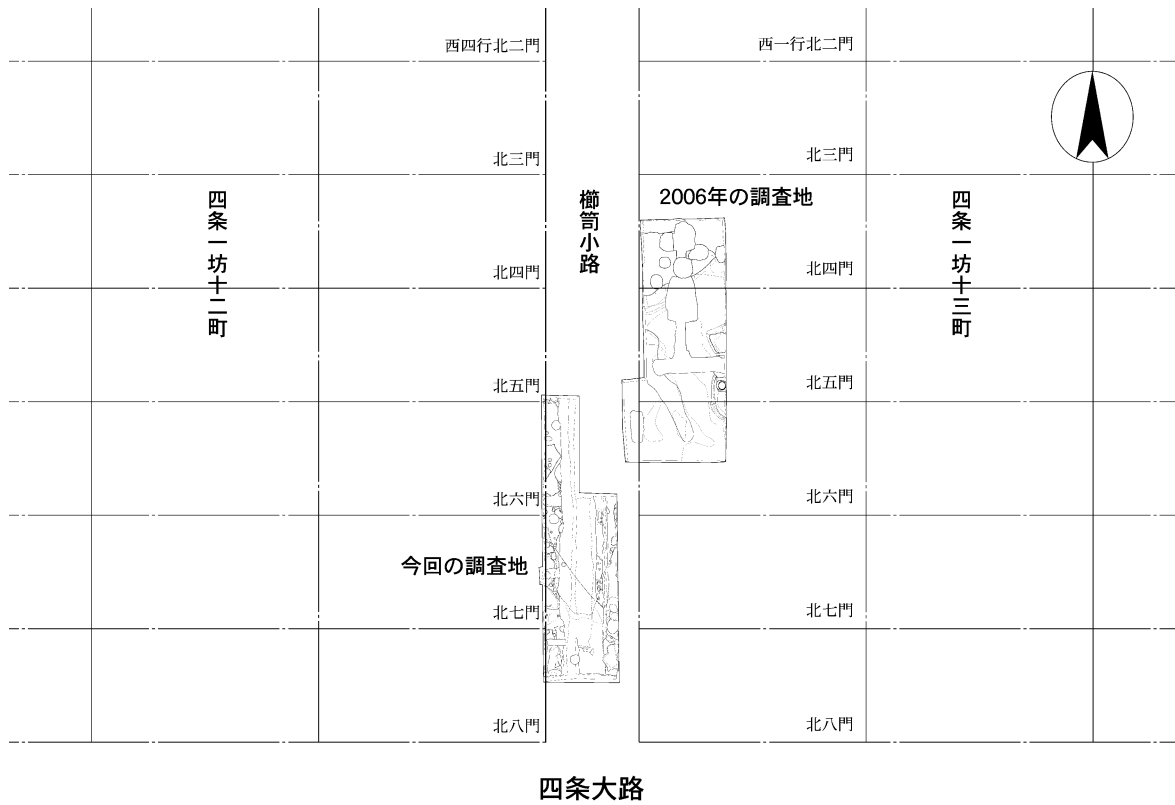 西四行北二門
西一行北二門
北三門
北三門
四条一坊十二町
櫛笥小路
2006年の調査地
四条一坊十三町
北四門
北四門
北五門
北五門
北六門
北六門
今回の調査地
北七門
北七門
北八門
北八門
四条大路